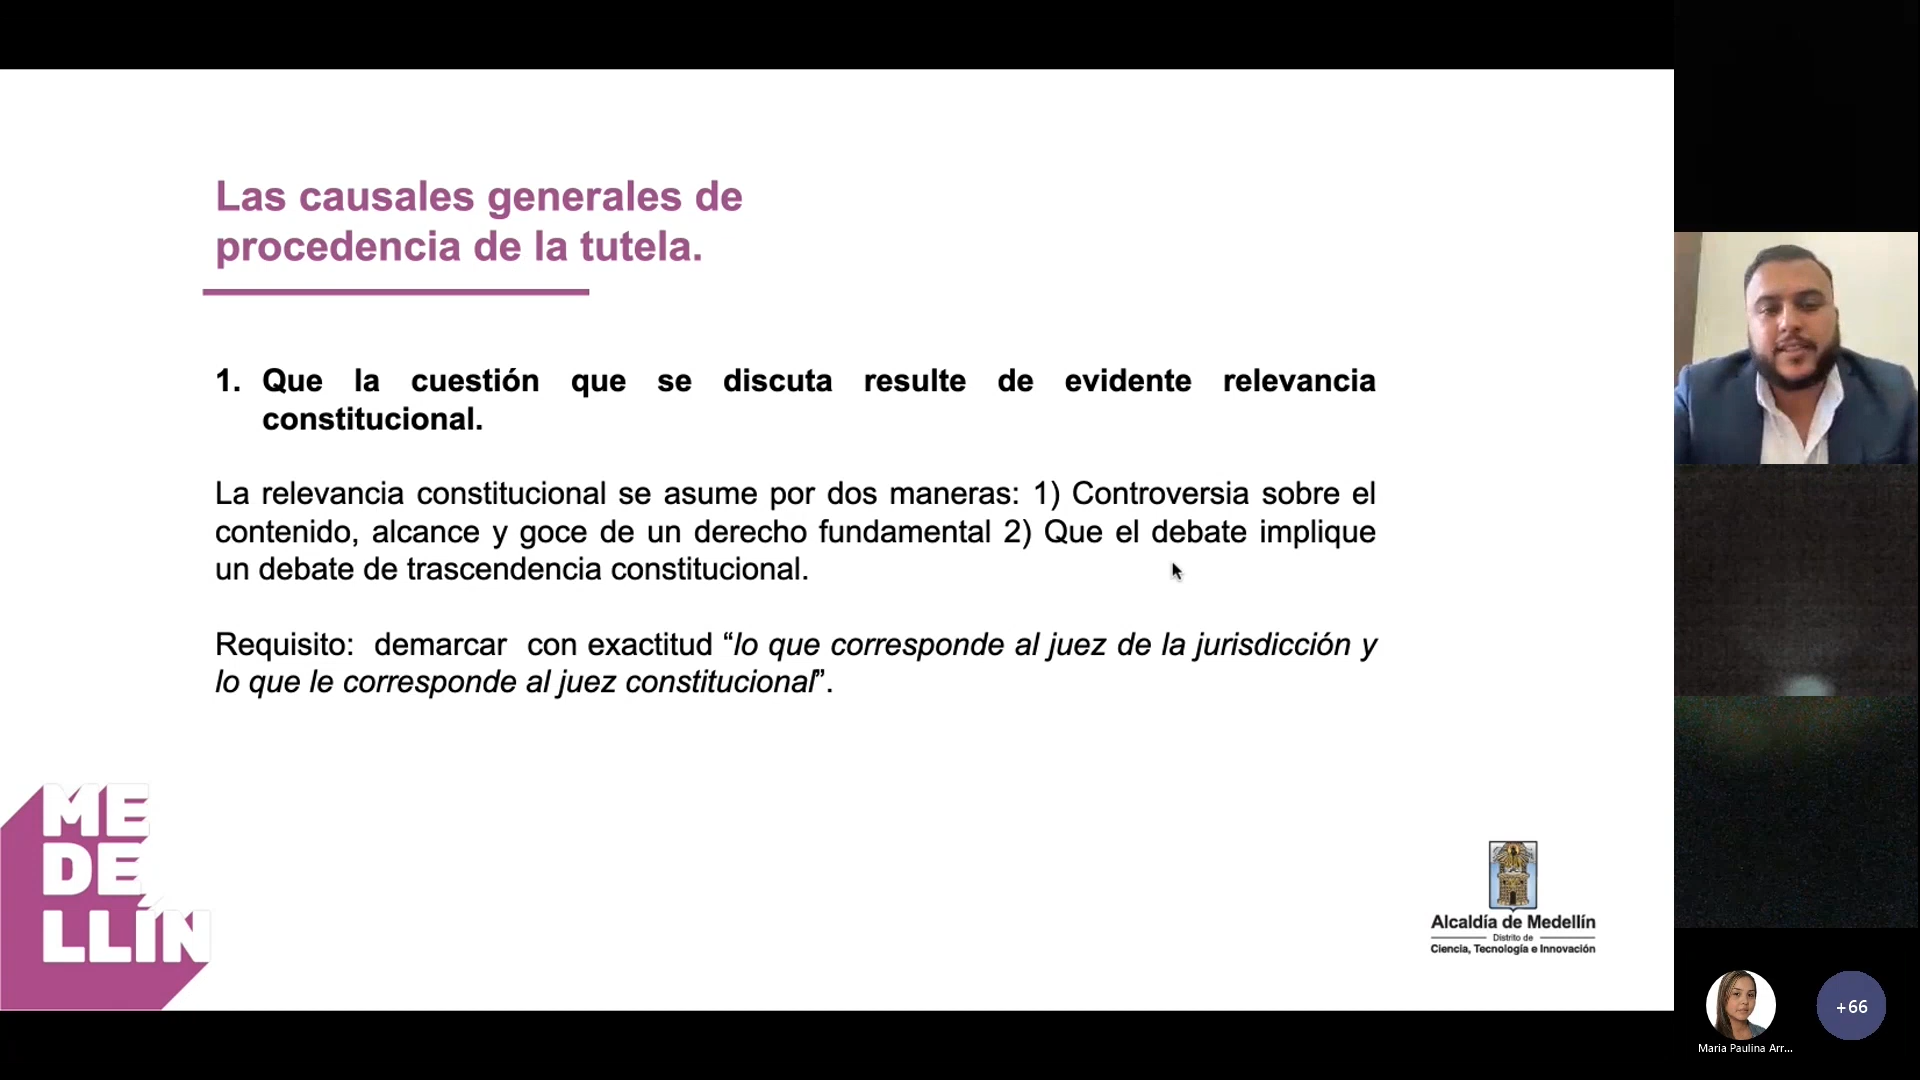 Las causales generales de
procedencia de la tutela.
1. Que la cuestión que se discuta resulte de evidente relevancia
constitucional.
La relevancia constitucional se asume por dos maneras: 1) Controversia sobre el
contenido, alcance y goce de un derecho fundamental 2) Que el debate implique
un debate de trascendencia constitucional.
Requisito: demarcar con exactitud “lo que corresponde al juez de la jurisdicción y
lo que le corresponde al juez constitucional”.
ME
DE
LLÍN
Alcaldía de Medellín
Distrito de
Ciencia, Tecnología e Innovación
+66
Maria Paulina Arr...